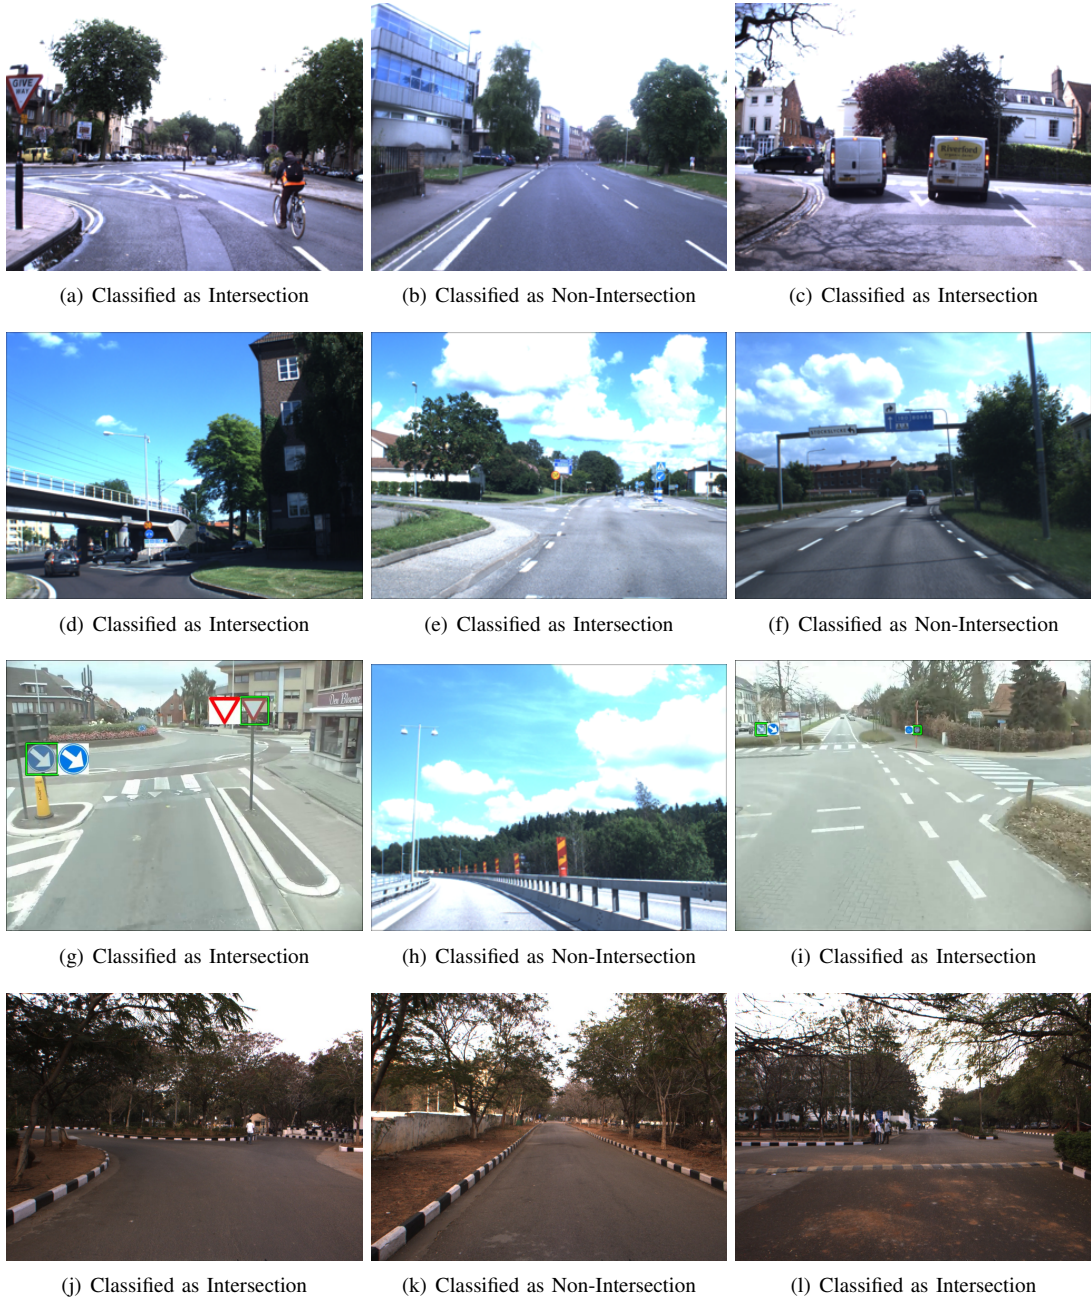 GIVE
WAY
Riverford
(a) Classified as Intersection
(b) Classified as Non-Intersection
(c) Classified as Intersection
(d) Classified as Intersection
(e) Classified as Intersection
(f) Classified as Non-Intersection
(g) Classified as Intersection
(h) Classified as Non-Intersection
(i) Classified as Intersection
(j) Classified as Intersection
(k) Classified as Non-Intersection
(l) Classified as Intersection